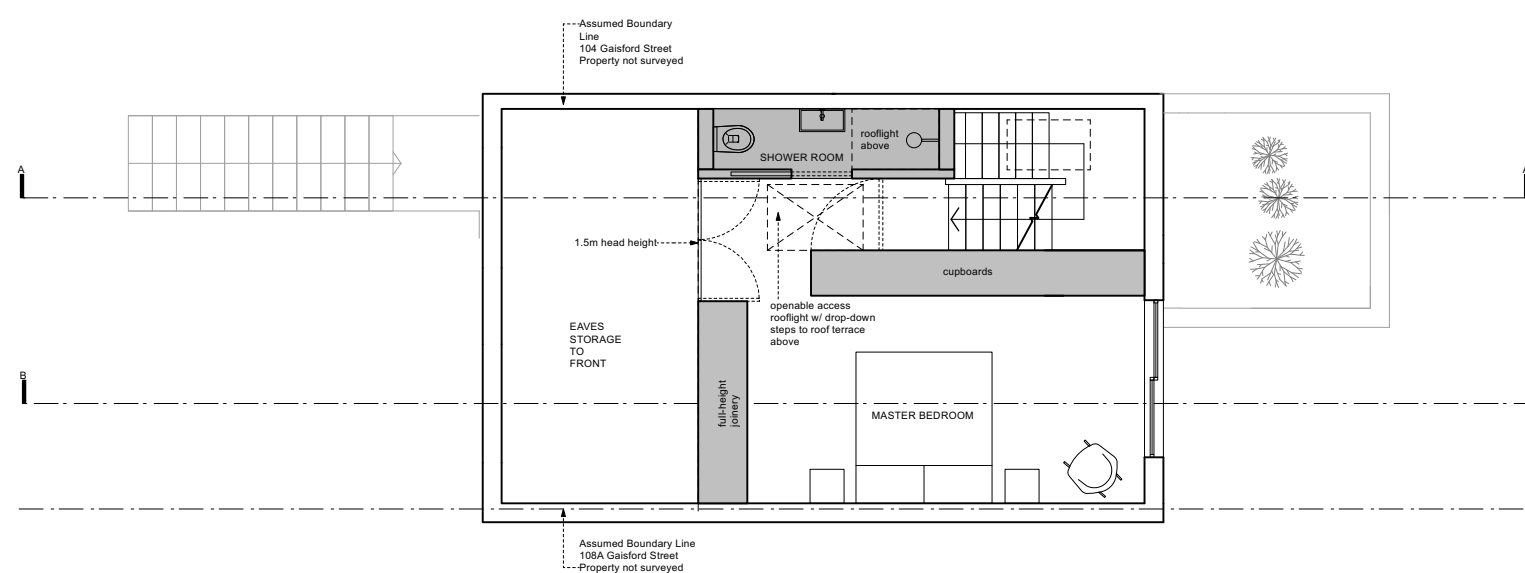 Assumed Boundary
Line
104 Gaisford Street
Property not surveyed
rooflight
above
SHOWER ROOM
A
1.5m head height
cupboards
openable access
rooflight w/ drop-down
steps to roof terrace
above
EAVES
STORAGE
TO
FRONT
B
full-height
joinery
MASTER BEDROOM
Assumed Boundary Line
108A Gaisford Street
Property not surveyed